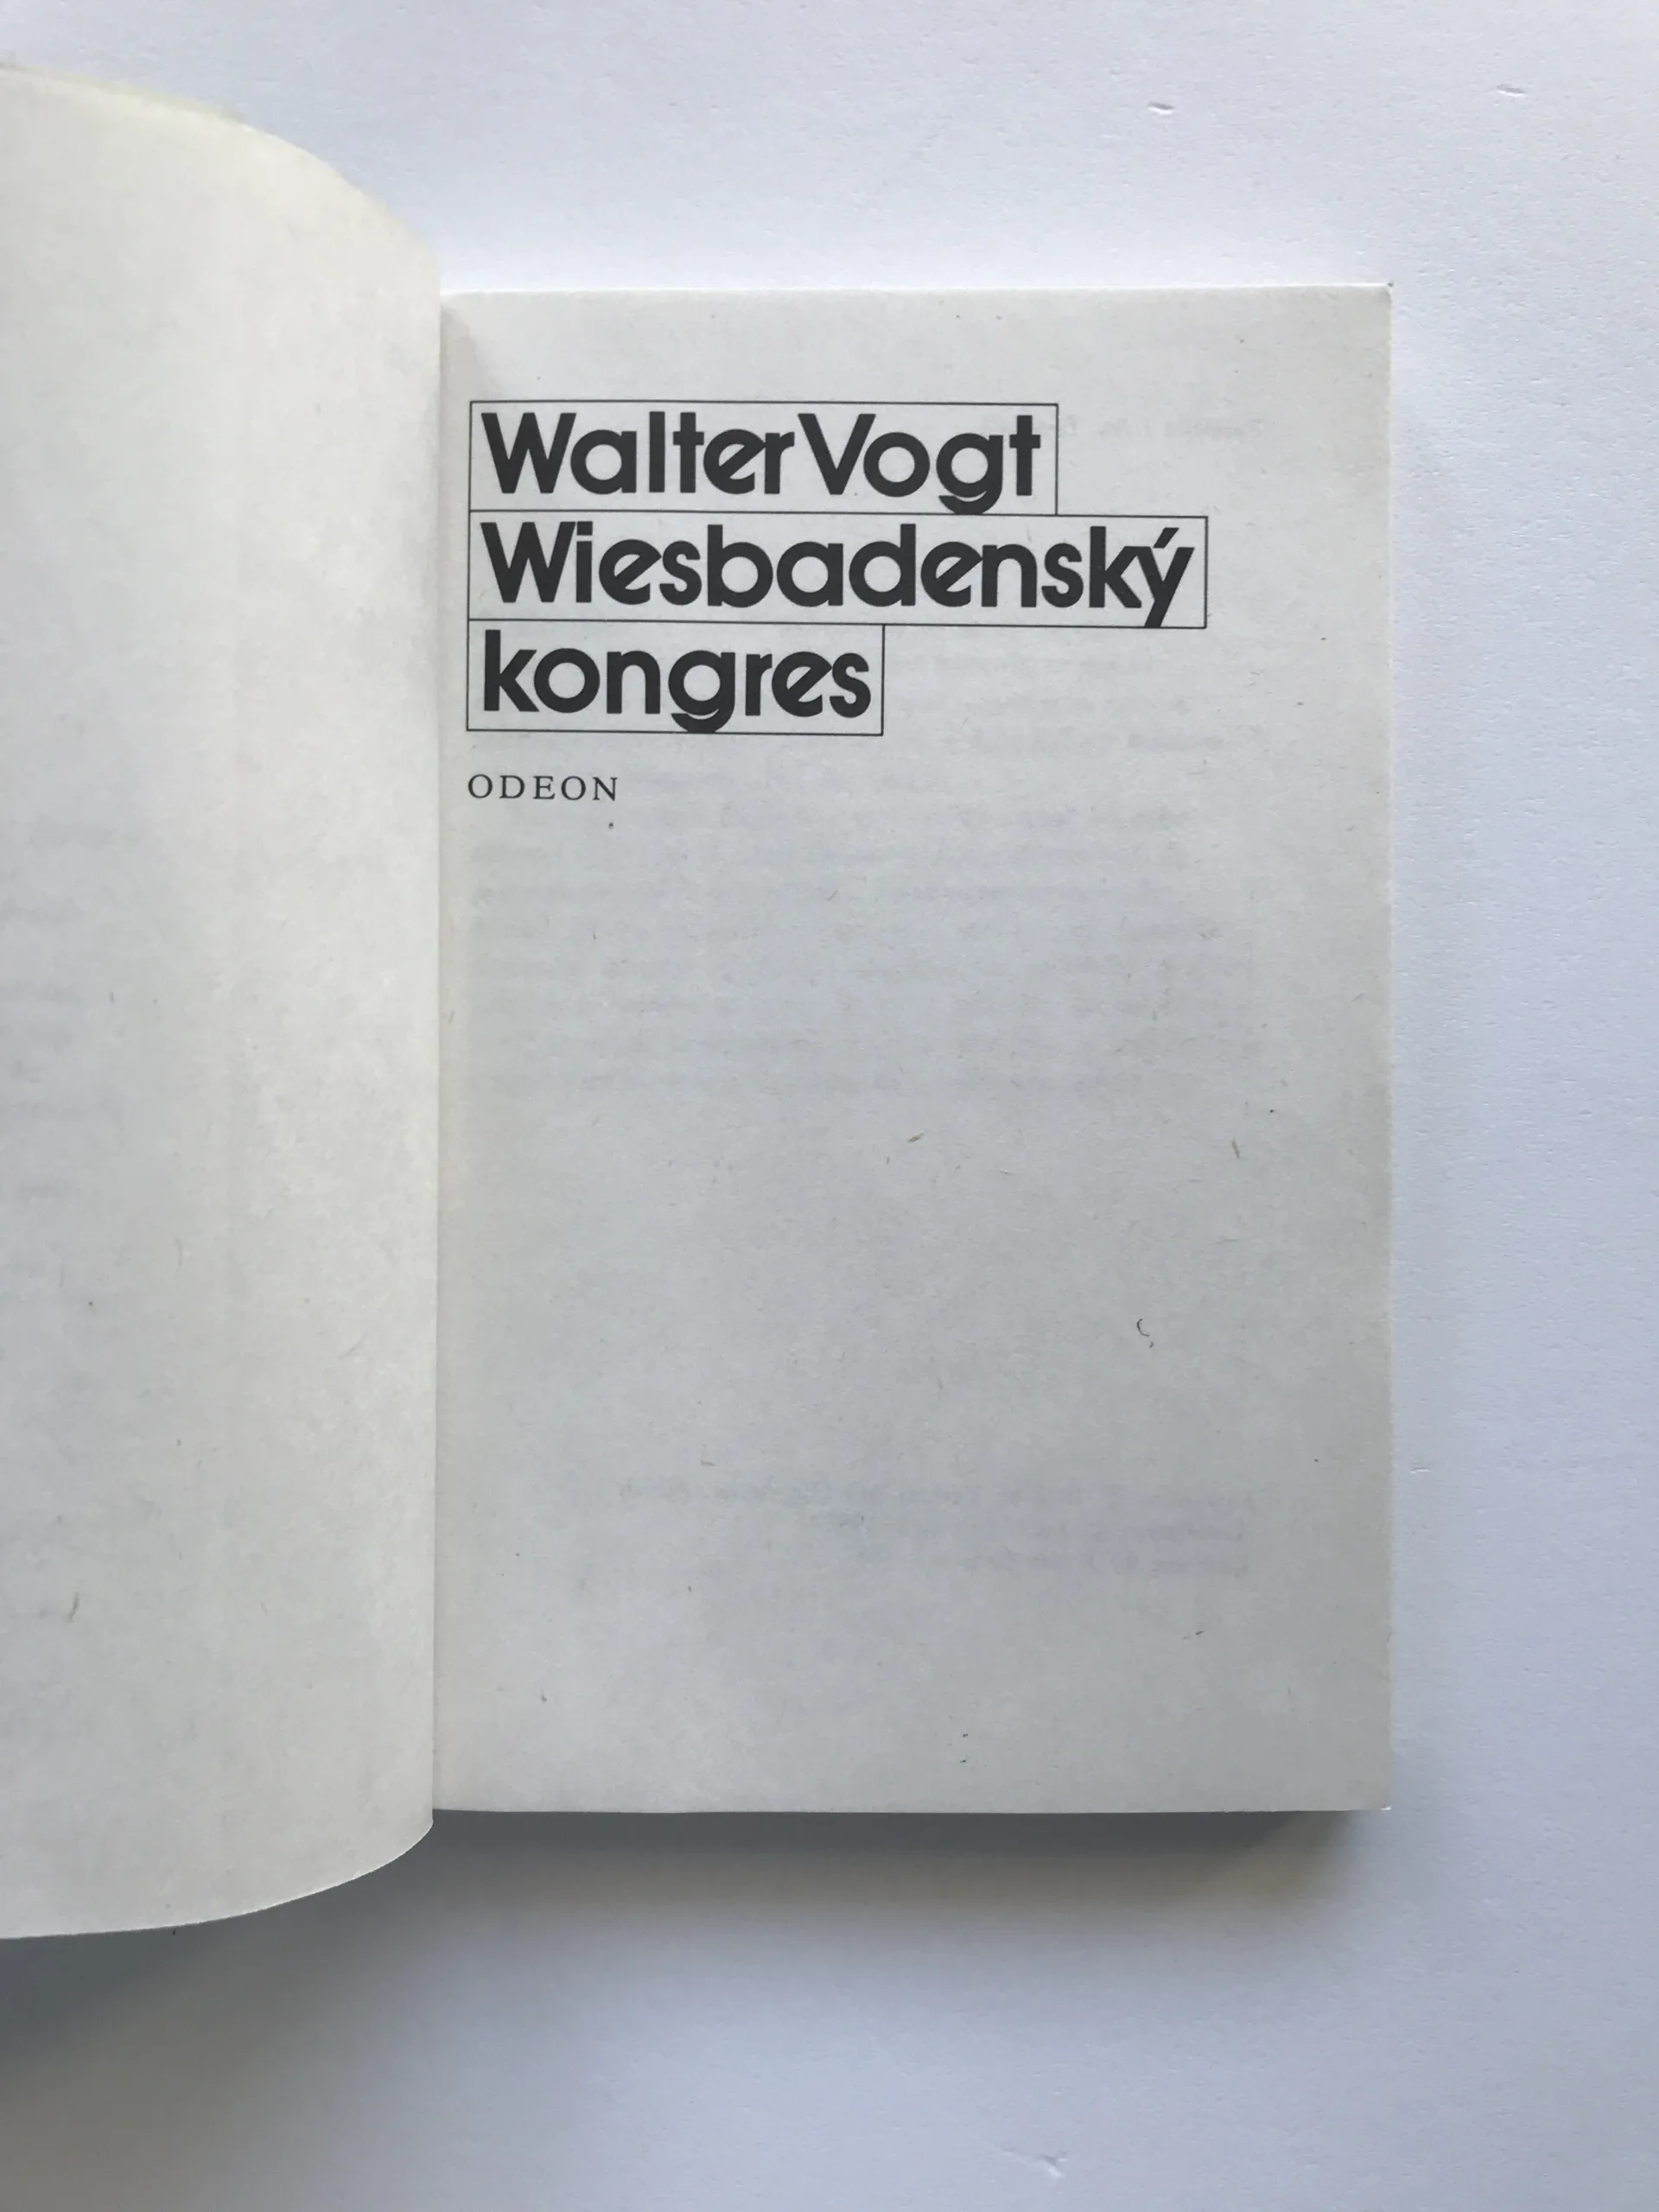 Walter Vogt
Wiesbadenský
kongres
ODEON